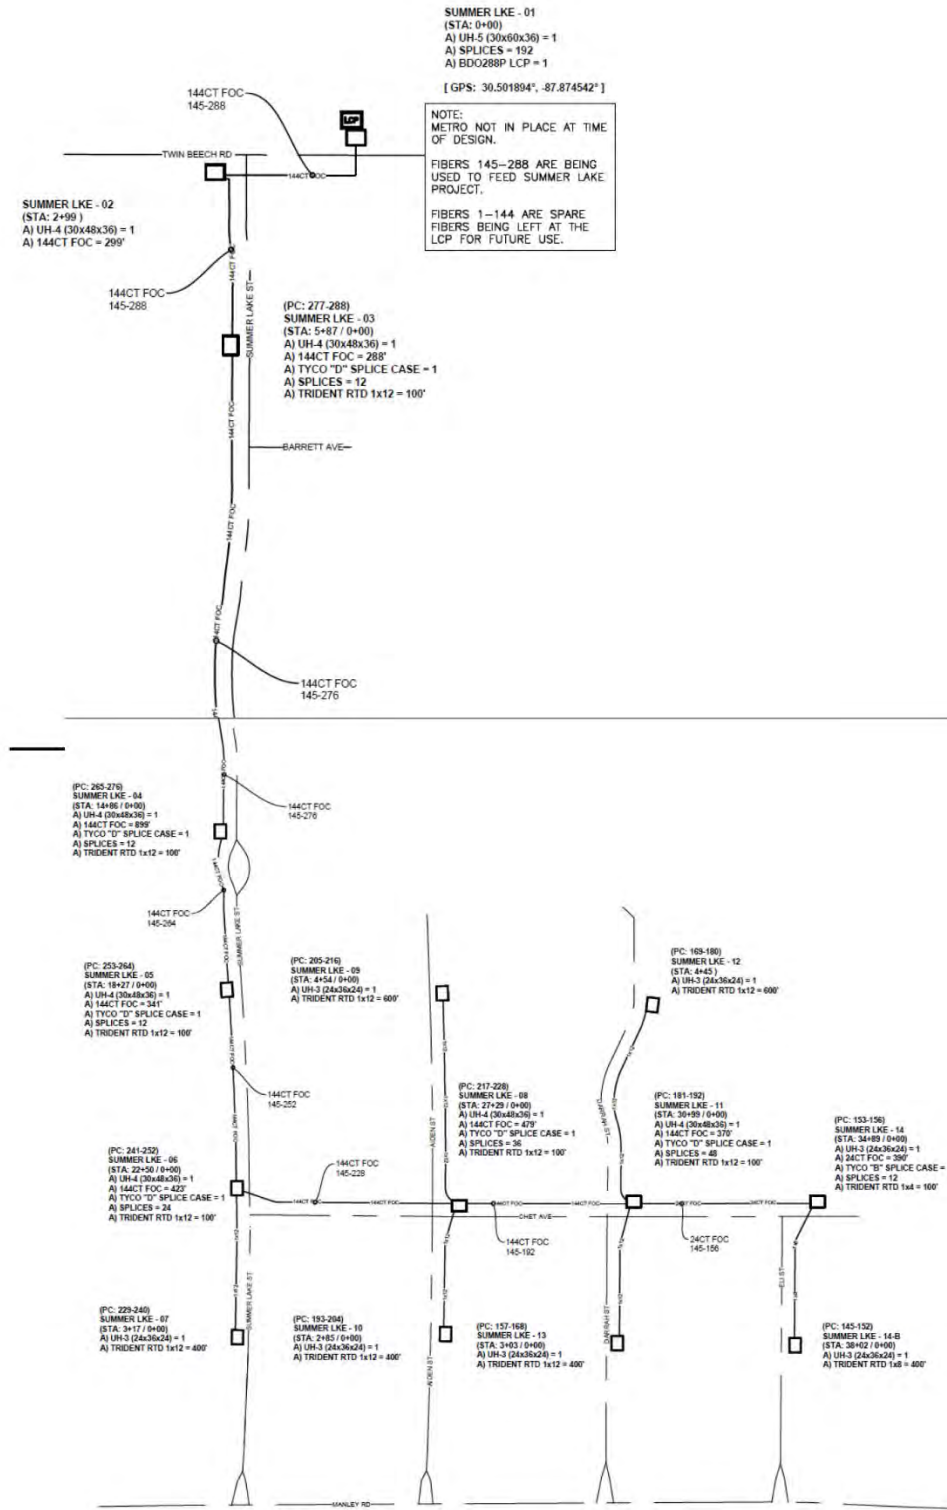 SUMMER LKE - 01
(STA: 0+00)
A) UH-5 (30x60x36) = 1
A) SPLICES = 192
A) BDO288P LCP = 1
[ GPS: 30.501894°, -87.874542° ]
144CT FOC
145-288
LCP
NOTE:
METRO NOT IN PLACE AT TIME
OF DESIGN.
FIBERS 145-288 ARE BEING
USED TO FEED SUMMER LAKE
PROJECT.
FIBERS 1-144 ARE SPARE
FIBERS BEING LEFT AT THE
LCP FOR FUTURE USE.
TWIN BEECH RD
SUMMER LKE - 02
(STA: 2+99 )
A) UH-4 (30x48x36) = 1
A) 144CT FOC = 299'
144CT FOC
145-288
SUMMER LAKE ST
(PC: 277-288)
SUMMER LKE - 03
(STA: 5+87 / 0+00)
A) UH-4 (30x48x36) = 1
A) 144CT FOC = 288'
A) TYCO "D" SPLICE CASE = 1
A) SPLICES = 12
A) TRIDENT RTD 1x12 = 100'
144CT FOC
BARRETT AVE
144CT FOC
144CT FOC
145-276
(PC: 265-276)
SUMMER LKE - 04
(STA: 14+86 / 0+00)
A) UH-4 (30x48x36) = 1
A) 144CT FOC = 899'
A) TYCO "D" SPLICE CASE = 1
A) SPLICES = 12
A) TRIDENT RTD 1x12 = 100'
144CT FOC
145-276
144CT FOC
145-264
SUMMER LAKE ST
(PC: 253-264)
SUMMER LKE - 05
(STA: 18+27 / 0+00)
A) UH-4 (30x48x36) = 1
A) 144CT FOC = 341'
A) TYCO "D" SPLICE CASE = 1
A) SPLICES = 12
A) TRIDENT RTD 1x12 = 100'
(PC: 205-216)
SUMMER LKE - 09
(STA: 4+54 / 0+00)
A) UH-3 (24x36x24) = 1
A) TRIDENT RTD 1x12 = 600'
(PC: 169-180)
SUMMER LKE - 12
(STA: 4+45 )
A) UH-3 (24x36x24) = 1
A) TRIDENT RTD 1x12 = 600'
144CT FOC
145-252
(PC: 217-228)
SUMMER LKE - 08
(STA: 27+29 / 0+00)
A) UH-4 (30x48x36) = 1
A) 144CT FOC = 479'
A) TYCO "D" SPLICE CASE = 1
A) SPLICES = 36
A) TRIDENT RTD 1x12 = 100'
(PC: 181-192)
SUMMER LKE - 11
(STA: 30+99 / 0+00)
A) UH-4 (30x48x36) = 1
A) 144CT FOC = 370'
A) TYCO "D" SPLICE CASE = 1
A) SPLICES = 48
A) TRIDENT RTD 1x12 = 100'
(PC: 153-156)
SUMMER LKE - 14
(STA: 34+89 / 0+00)
A) UH-3 (24x36x24) = 1
A) 24CT FOC = 390'
A) TYCO "B" SPLICE CASE =
A) SPLICES = 12
A) TRIDENT RTD 1x4 = 100'
(PC: 241-252)
SUMMER LKE - 06
(STA: 22+50 / 0+00)
A) UH-4 (30x48x36) = 1
A) 144CT FOC = 423'
A) TYCO "D" SPLICE CASE = 1
A) SPLICES = 24
A) TRIDENT RTD 1x12 = 100'
144CT FOC
145-228
AIDEN ST
DARRAH ST
144CT FOC
144CT FOC
24CT FOC
CHET AVE
144CT FOC
145-192
24CT FOC
145-156
1x12
1x12
1x12
SUMMER LAKE ST
DARRAH ST
ELI ST
(PC: 229-240)
SUMMER LKE - 07
(STA: 3+17 / 0+00)
A) UH-3 (24x36x24) = 1
A) TRIDENT RTD 1x12 = 400'
(PC: 193-204)
SUMMER LKE - 10
(STA: 2+85 / 0+00)
A) UH-3 (24x36x24) = 1
A) TRIDENT RTD 1x12 = 400'
AIDEN ST
(PC: 157-168)
SUMMER LKE - 13
(STA: 3+03 / 0+00)
A) UH-3 (24x36x24) = 1
A) TRIDENT RTD 1x12 = 400'
(PC: 145-152)
SUMMER LKE - 14-B
(STA: 38+02 / 0+00)
A) UH-3 (24x36x24) = 1
A) TRIDENT RTD 1x8 = 400'
MANLEY RD